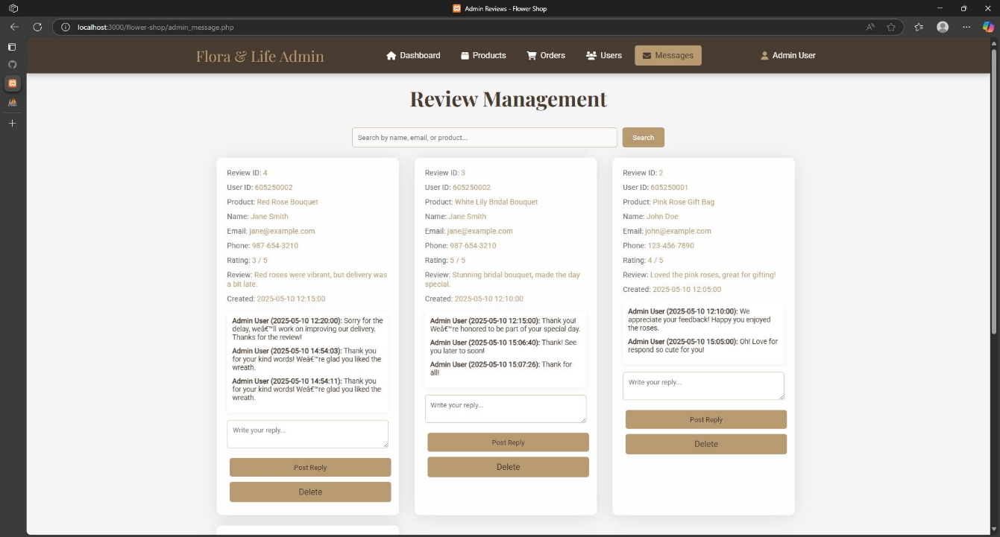 Admin Reviews - Flower Shop
localhost:3000/flower-shop/admin_message.php
Flora & Life Admin
Dashboard
Products
Orders
Users
Messages
Admin User
Review Management
Search by name, email, or product...
Search
Review ID: 4
User ID: 605250002
Product: Red Rose Bouquet
Name: Jane Smith
Email: jane@example.com
Phone: 987-654-3210
Rating: 3 / 5
Review: Red roses were vibrant, but delivery was
a bit late.
Created: 2025-05-10 12:15:00
Admin User (2025-05-10 12:20:00): Sorry for the
delay, weâ€™ll work on improving our delivery.
Thanks for the review!
Admin User (2025-05-10 14:54:03): Thank you
for your kind words! Weâ€™re glad you liked the
wreath.
Admin User (2025-05-10 14:54:11): Thank you
for your kind words! Weâ€™re glad you liked the
wreath.
Write your reply...
Post Reply
Delete
Review ID: 3
User ID: 605250002
Product: White Lily Bridal Bouquet
Name: Jane Smith
Email: jane@example.com
Phone: 987-654-3210
Rating: 5 / 5
Review: Stunning bridal bouquet, made the day
special.
Created: 2025-05-10 12:10:00
Admin User (2025-05-10 12:15:00): Thank you!
Weâ€™re honored to be part of your special day.
Admin User (2025-05-10 15:06:40): Thank! See
you later to soon!
Admin User (2025-05-10 15:07:26): Thank for
all!
Write your reply...
Post Reply
Delete
Review ID: 2
User ID: 605250001
Product: Pink Rose Gift Bag
Name: John Doe
Email: john@example.com
Phone: 123-456-7890
Rating: 4 / 5
Review: Loved the pink roses, great for gifting!
Created: 2025-05-10 12:05:00
Admin User (2025-05-10 12:10:00): We
appreciate your feedback! Happy you enjoyed
the roses.
Admin User (2025-05-10 15:05:00): Oh! Love for
respond so cute for you!
Write your reply...
Post Reply
Delete